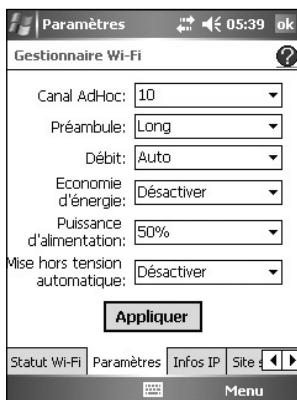 Paramètres 05:39 ok
Gestionnaire Wi-Fi
Canal AdHoc: 10
Préambule: Long
Débit: Auto
Economie
d'énergie: Désactiver
Puissance
d'alimentation: 50%
Mise hors tension
automatique: Désactiver
Appliquer
Statut Wi-Fi Paramètres Infos IP Site
Menu